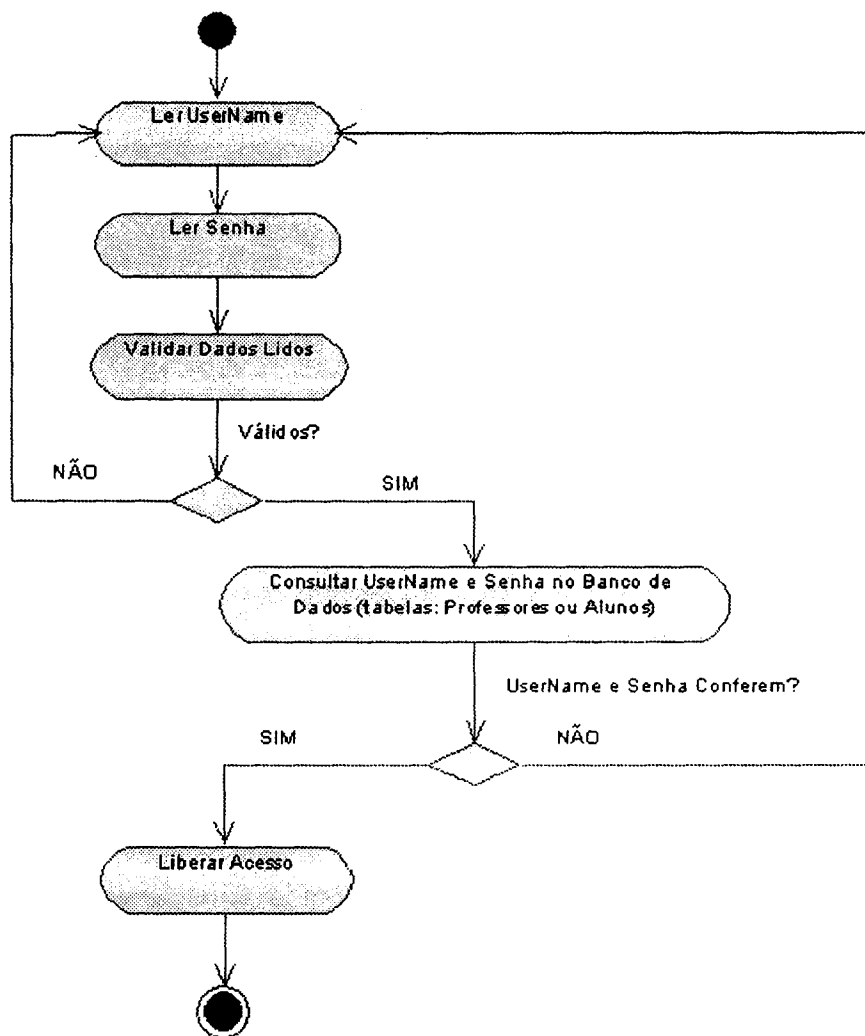 Ler UserName
Ler Senha
Validar Dados Lidos
Válidos?
NÃO
SIM
Consultar UserName e Senha no Banco de
Dados (tabelas: Professores ou Alunos)
UserName e Senha Conferem?
SIM
NÃO
Liberar Acesso